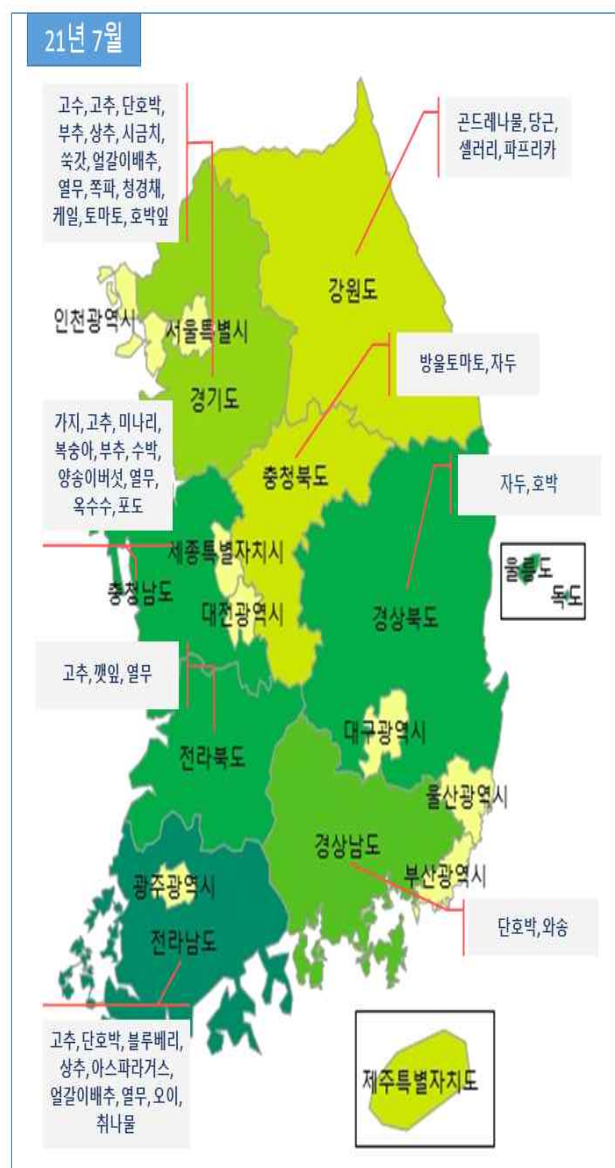 21년 7월
고수, 고추, 단호박,
부추, 상추, 시금치,
쑥갓, 얼갈이배추,
열무, 쪽파, 청경채,
케일, 토마토, 호박잎
곤드레나물, 당근,
셀러리, 파프리카
강원도
인천광역시
서울특별시
경기도
방울토마토, 자두
가지, 고추, 미나리,
복숭아, 부추, 수박,
양송이버섯, 열무,
옥수수, 포도
충청북도
자두, 호박
세종특별자치시
충청남도
대전광역시
경상북도
울릉도
독도
고추, 깻잎, 열무
전라북도
대구광역시
울산광역시
경상남도
부산광역시
광주광역시
전라남도
단호박, 와송
고추, 단호박, 블루베리,
상추, 아스파라거스,
얼갈이배추, 열무, 오이,
취나물
제주특별자치도